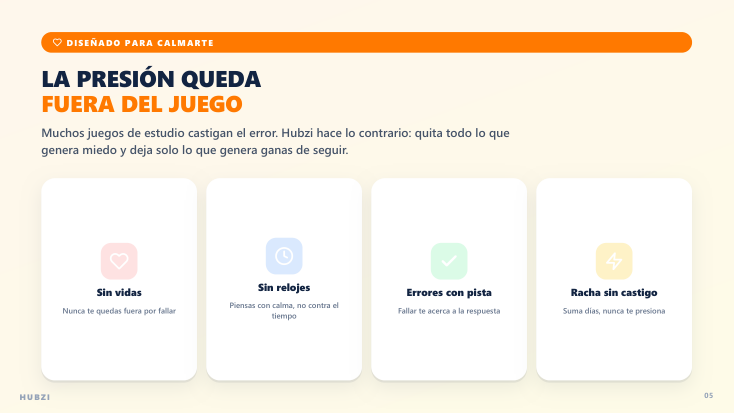 DISEÑADO PARA CALMARTE
LA PRESIÓN QUEDA
FUERA DEL JUEGO
Muchos juegos de estudio castigan el error. Hubzi hace lo contrario: quita todo lo que
genera miedo y deja solo lo que genera ganas de seguir.
Sin vidas
Nunca te quedas fuera por fallar
Sin relojes
Piensas con calma, no contra el
tiempo
Errores con pista
Fallar te acerca a la respuesta
Racha sin castigo
Suma días, nunca te presiona
HUBZI
05